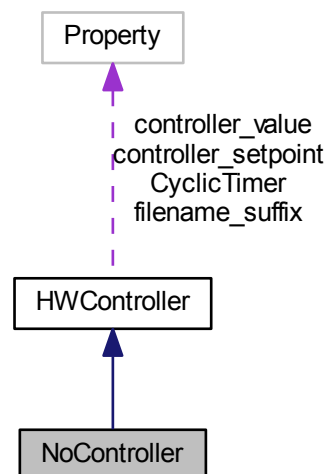 Property
controller_value
controller_setpoint
CyclicTimer
filename_suffix
HWController
NoController